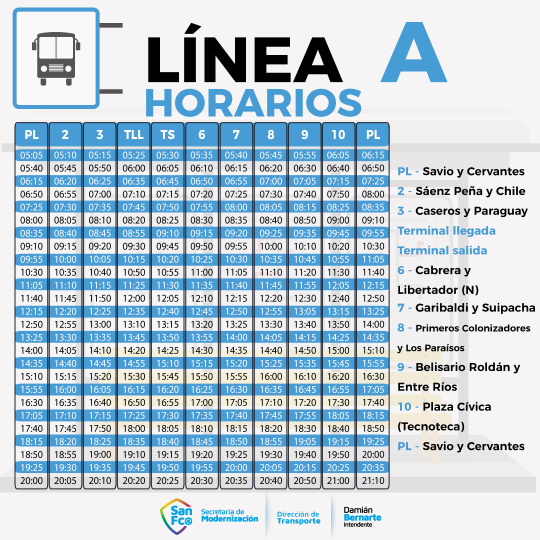 LÍNEA A
HORARIOS
PL 2 3 TLL TS 6 7 8 9 10 PL
05:05 05:10 05:15 05:25 05:30 05:35 05:40 05:45 05:55 06:05 06:15
05:40 05:45 05:50 06:00 06:05 06:10 06:15 06:20 06:30 06:40 06:50
06:15 06:20 06:25 06:35 06:45 06:50 06:55 07:00 07:05 07:15 07:25
06:50 06:55 07:00 07:10 07:15 07:20 07:25 07:30 07:40 07:50 08:00
07:25 07:30 07:35 07:45 07:50 07:55 08:00 08:05 08:15 08:25 08:35
08:00 08:05 08:10 08:20 08:25 08:30 08:35 08:40 08:50 09:00 09:10
08:35 08:40 08:45 08:55 09:10 09:15 09:20 09:25 09:35 09:45 09:55
09:10 09:15 09:20 09:30 09:45 09:50 09:55 10:00 10:10 10:20 10:30
09:55 10:00 10:05 10:15 10:20 10:25 10:30 10:35 10:45 10:55 11:05
10:30 10:35 10:40 10:50 10:55 11:00 11:05 11:10 11:20 11:30 11:40
11:05 11:10 11:15 11:25 11:30 11:35 11:40 11:45 11:55 12:05 12:15
11:40 11:45 11:50 12:00 12:05 12:10 12:15 12:20 12:30 12:40 12:50
12:15 12:20 12:25 12:35 12:40 12:45 12:50 12:55 13:05 13:15 13:25
12:50 12:55 13:00 13:10 13:15 13:20 13:25 13:30 13:40 13:50 14:00
13:25 13:30 13:35 13:45 13:50 13:55 14:00 14:05 14:15 14:25 14:35
14:00 14:05 14:10 14:20 14:25 14:30 14:35 14:40 14:50 15:00 15:10
14:35 14:40 14:45 14:55 15:05 15:10 15:15 15:20 15:25 15:35 15:45
15:10 15:15 15:20 15:30 15:45 15:50 15:55 16:00 16:10 16:20 16:30
15:55 16:00 16:05 16:15 16:20 16:25 16:30 16:35 16:45 16:55 17:05
16:30 16:35 16:40 16:50 16:55 17:00 17:05 17:10 17:20 17:30 17:40
17:05 17:10 17:15 17:25 17:30 17:35 17:40 17:45 17:55 18:05 18:15
17:40 17:45 17:50 18:00 18:05 18:10 18:15 18:20 18:30 18:40 18:50
18:15 18:20 18:25 18:35 18:40 18:45 18:50 18:55 19:05 19:15 19:25
18:50 18:55 19:00 19:10 19:15 19:20 19:25 19:30 19:40 19:50 20:00
19:25 19:30 19:35 19:45 19:50 19:55 20:00 20:05 20:15 20:25 20:35
20:00 20:05 20:10 20:20 20:25 20:30 20:35 20:40 20:50 21:00 21:10
PL - Savio y Cervantes
2 - Sáenz Peña y Chile
3 - Caseros y Paraguay
Terminal llegada
Terminal salida
6 - Cabrera y
Libertador (N)
7 - Garibaldi y Suipacha
8 - Primeros Colonizadores
y Los Paraísos
9 - Belisario Roldán y
Entre Ríos
10 - Plaza Cívica
(Tecnoteca)
PL - Savio y Cervantes
San
Fco
Secretaría de
Modernización
Dirección de
Transporte
Damián
Bernarte
Intendente